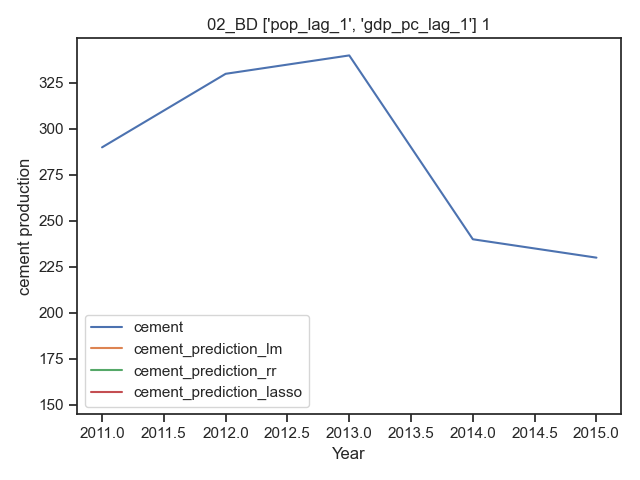 02_BD ['pop_lag_1', 'gdp_pc_lag_1'] 1
325
300
275
250
225
200
175
150
cement production
cement
cement_prediction_lm
cement_prediction_rr
cement_prediction_lasso
2011.0 2011.5 2012.0 2012.5 2013.0 2013.5 2014.0 2014.5 2015.0
Year